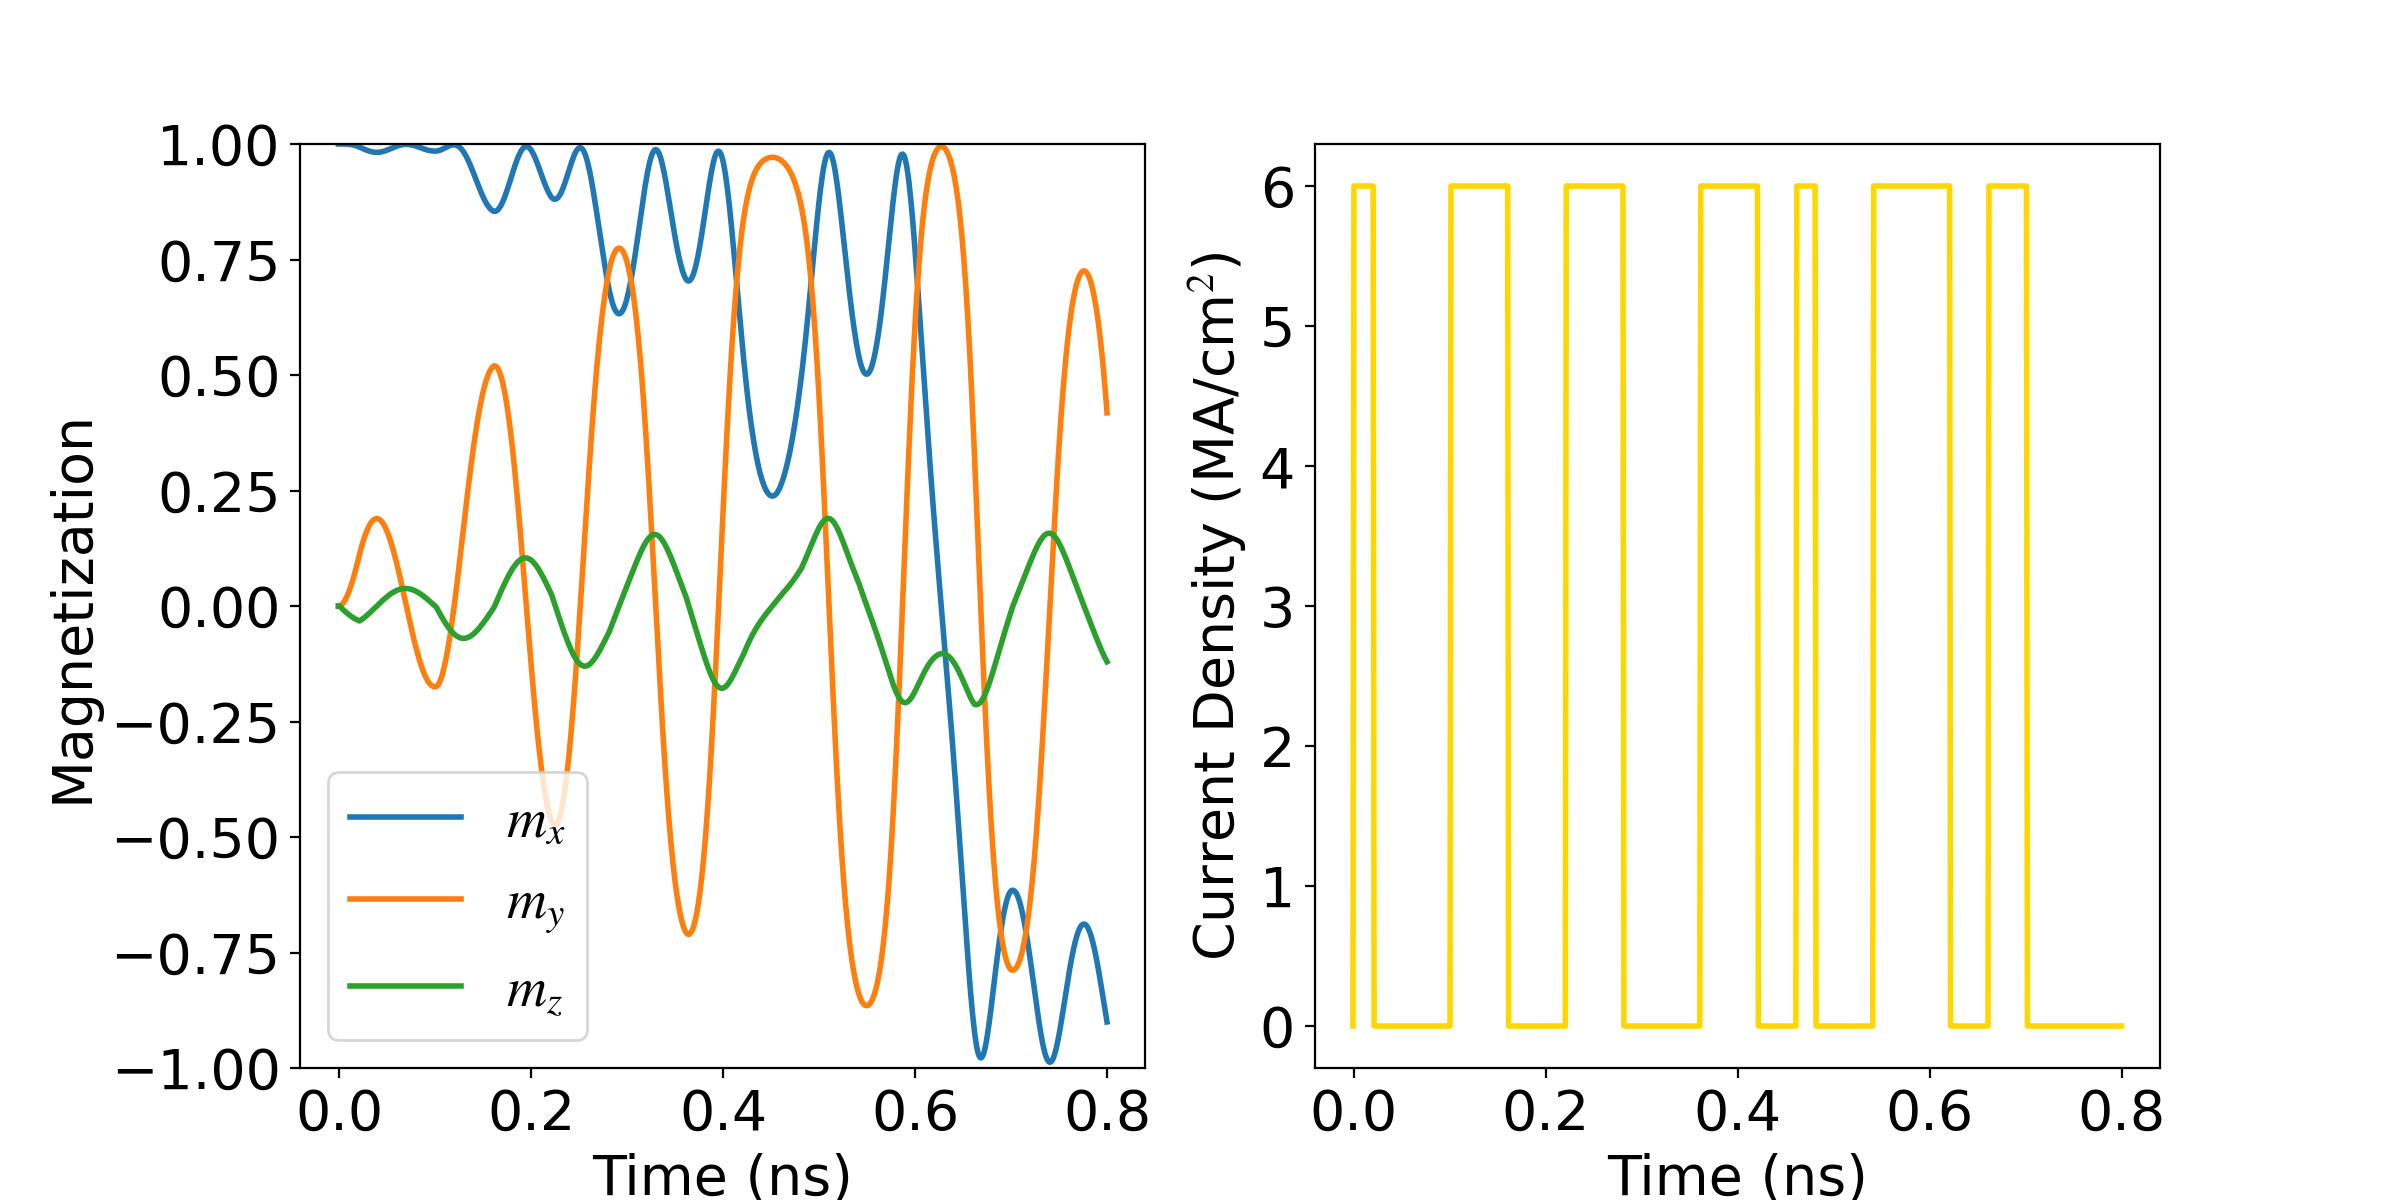 Magnetization
1.00
0.75
0.50
0.25
0.00
−0.25
−0.50
−0.75
−1.00
m_x
m_y
m_z
0.0 0.2 0.4 0.6 0.8
Time (ns)
Current Density (MA/cm²)
6
5
4
3
2
1
0
0.0 0.2 0.4 0.6 0.8
Time (ns)